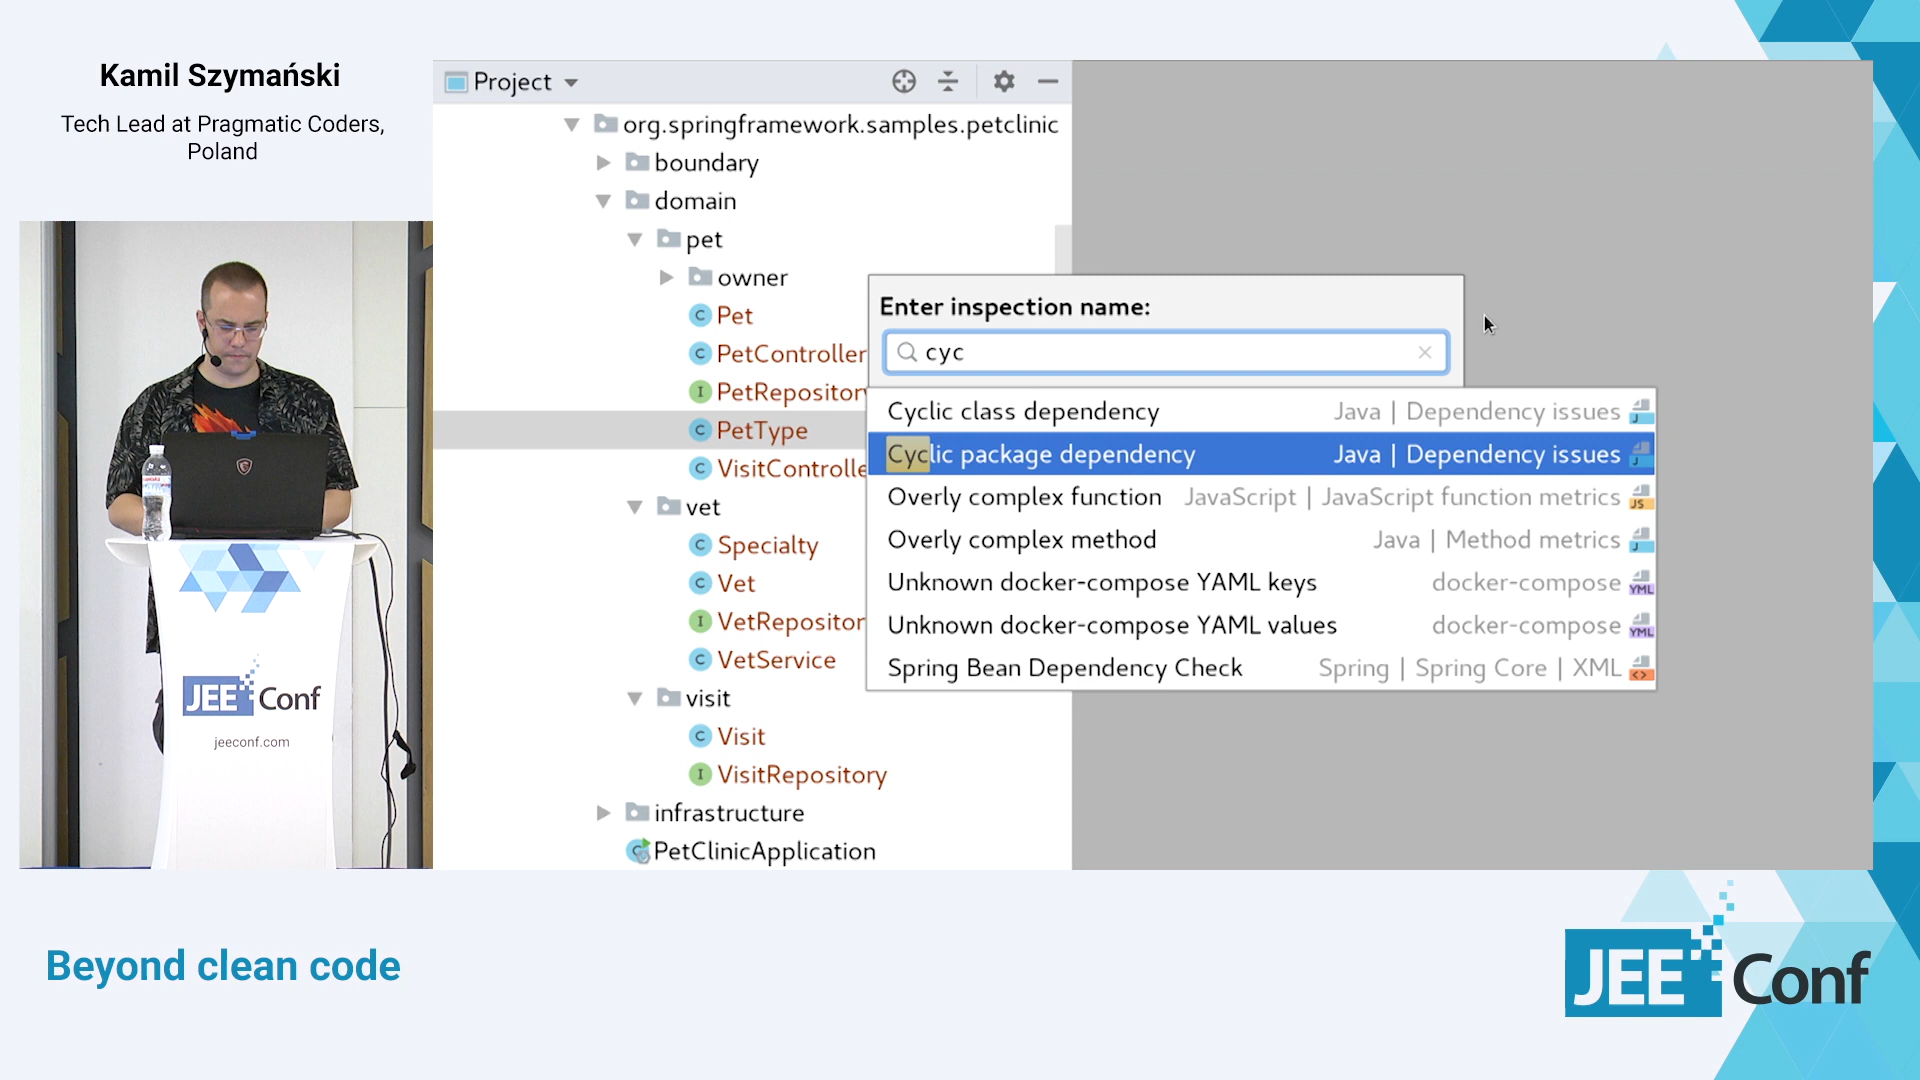 Kamil Szymański
Tech Lead at Pragmatic Coders,
Poland
Project
org.springframework.samples.petclinic
boundary
domain
pet
owner
Pet
PetController
PetRepository
PetType
VisitControlle
vet
Specialty
Vet
VetRepositor
VetService
visit
Visit
VisitRepository
infrastructure
PetClinicApplication
Enter inspection name:
cyc
Cyclic class dependency Java | Dependency issues
Cyclic package dependency Java | Dependency issues
Overly complex function JavaScript | JavaScript function metrics
Overly complex method Java | Method metrics
Unknown docker-compose YAML keys docker-compose
Unknown docker-compose YAML values docker-compose
Spring Bean Dependency Check Spring | Spring Core | XML
JEE Conf
jeeconf.com
Beyond clean code
JEE Conf